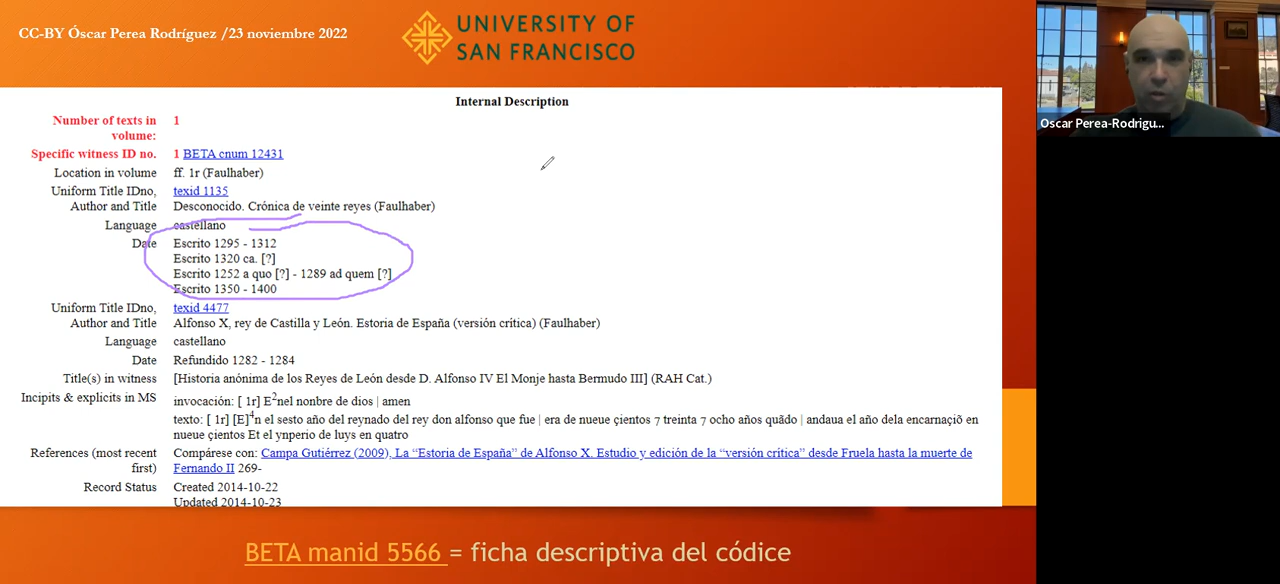 CC-BY Óscar Perea Rodríguez /23 noviembre 2022
UNIVERSITY OF
SAN FRANCISCO
Oscar Perea-Rodrigu...
Internal Description
Number of texts in volume: 1
Specific witness ID no. 1 BETA cnum 12431
Location in volume ff. 1r (Faulhaber)
Uniform Title IDno, texid 1135
Author and Title Desconocido. Crónica de veinte reyes (Faulhaber)
Language castellano
Date Escrito 1295 - 1312
Escrito 1320 ca. [?]
Escrito 1252 a quo [?] - 1289 ad quem [?]
Escrito 1350 - 1400
Uniform Title IDno, texid 4477
Author and Title Alfonso X, rey de Castilla y León. Estoria de España (versión crítica) (Faulhaber)
Language castellano
Date Refundido 1282 - 1284
Title(s) in witness [Historia anónima de los Reyes de León desde D. Alfonso IV El Monje hasta Bermudo III] (RAH Cat.)
Incipits & explicits in MS invocación: [ 1r] E2nel nonbre de dios | amen
texto: [ 1r] [E]4n el sesto año del reynado del rey don alfonso que fue | era de nueue çientos 7 treinta 7 ocho años quãdo | andaua el año dela encarnaçiõ en
nueue çientos Et el ynperio de luys en quatro
References (most recent first) Compárese con: Campa Gutiérrez (2009), La “Estoria de España” de Alfonso X. Estudio y edición de la “versión crítica” desde Fruela hasta la muerte de
Fernando II 269-
Record Status Created 2014-10-22
Updated 2014-10-23
BETA manid 5566 = ficha descriptiva del códice